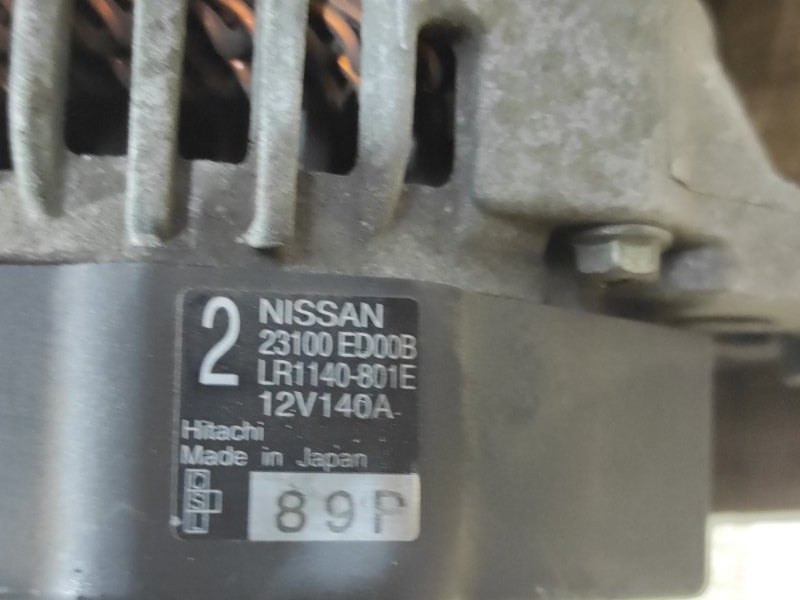 2
NISSAN
23100 ED00B
LR1140-801E
12V140A
Hitachi
Made in Japan
C
S I
L
89P